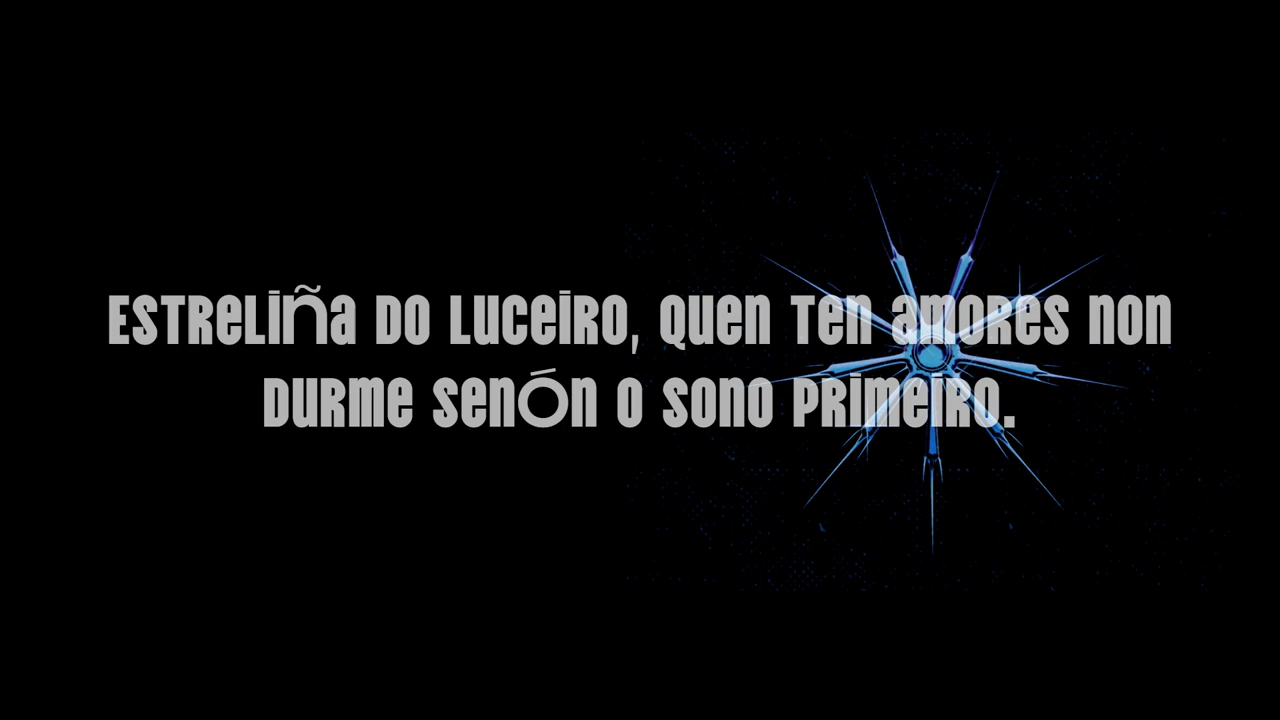 Estreliña do luceiro, quen ten amores non
durme senón o sono primeiro.